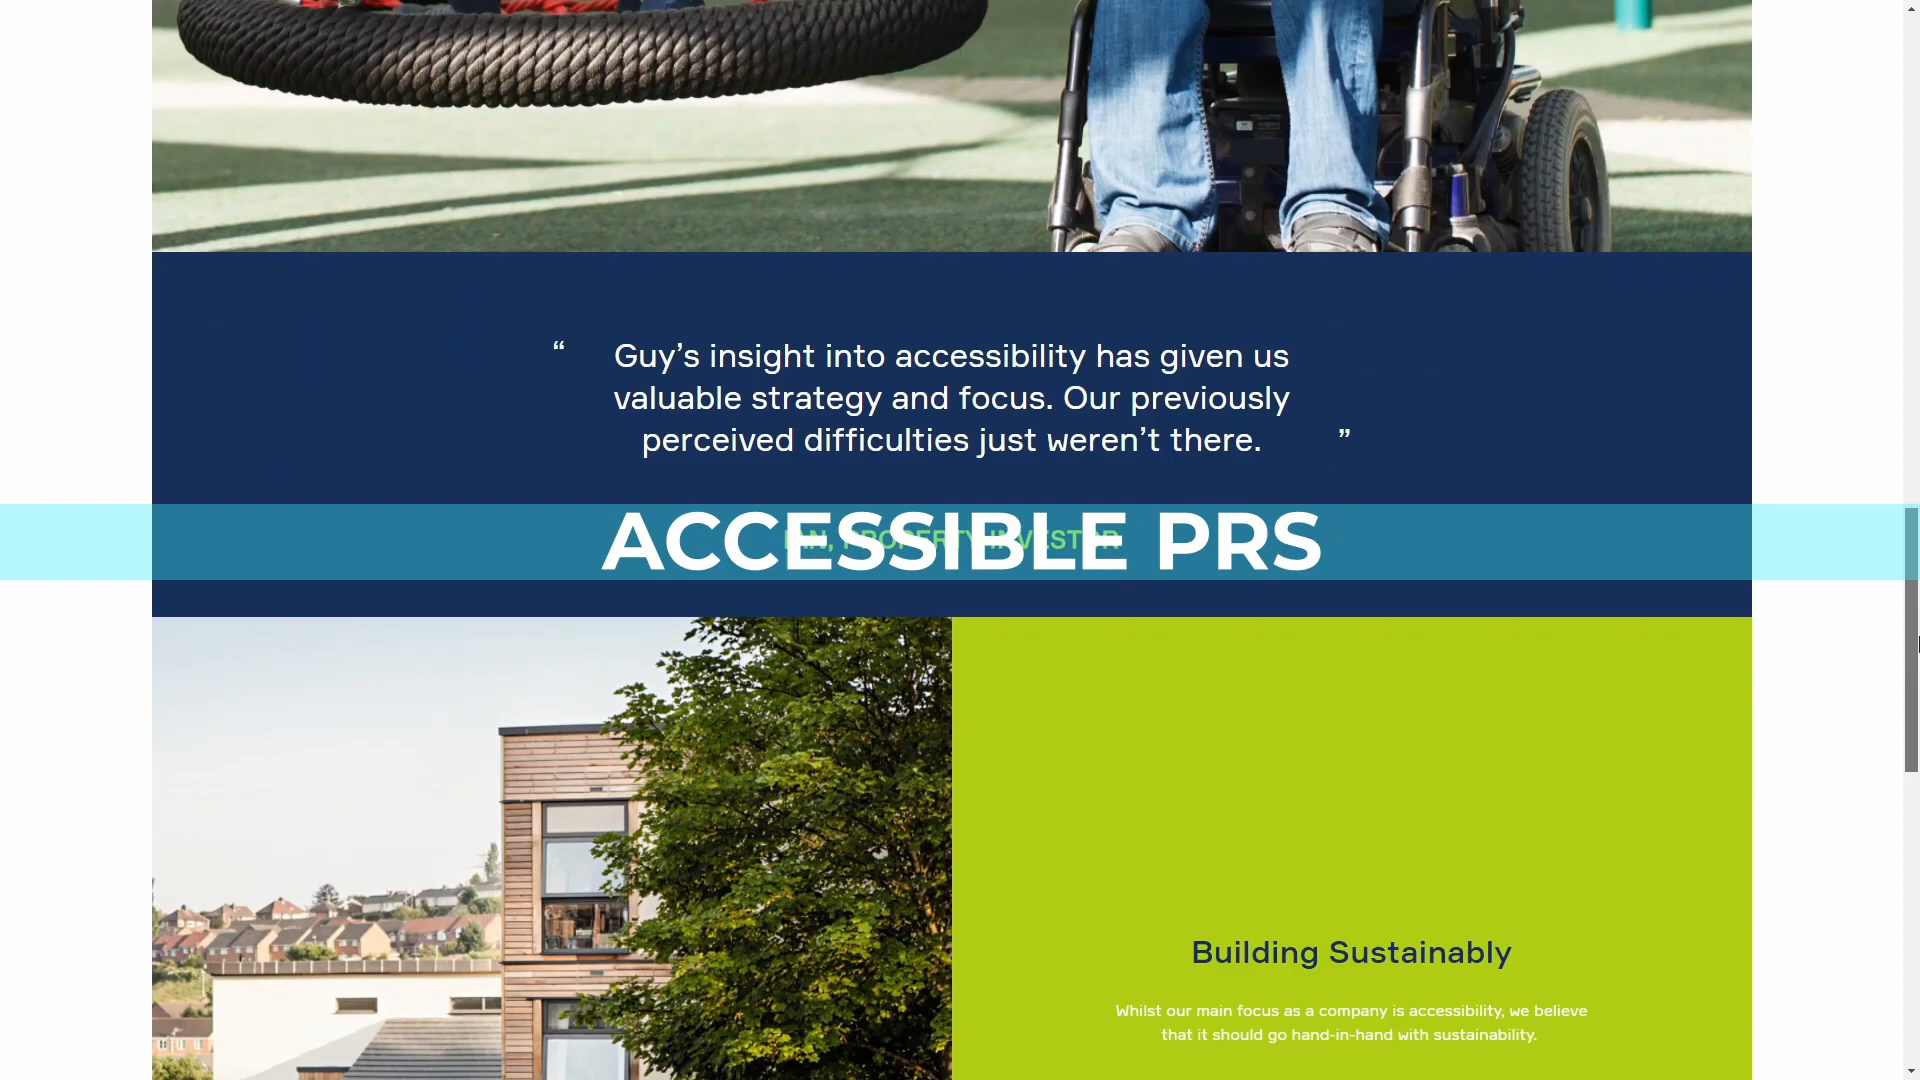 “ Guy’s insight into accessibility has given us
valuable strategy and focus. Our previously
perceived difficulties just weren’t there. ”
ACCESSIBLE PRS
PROPERTY INVESTOR
Building Sustainably
Whilst our main focus as a company is accessibility, we believe
that it should go hand-in-hand with sustainability.